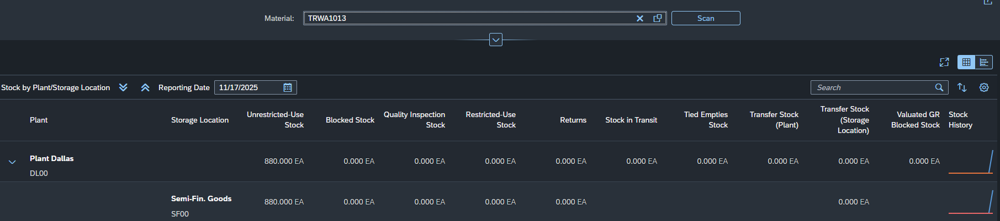 Material: TRWA1013 Scan
Stock by Plant/Storage Location Reporting Date 11/17/2025 Search
Plant Storage Location Unrestricted-Use Stock Blocked Stock Quality Inspection Stock Restricted-Use Stock Returns Stock in Transit Tied Empties Stock Transfer Stock (Plant) Transfer Stock (Storage Location) Valuated GR Blocked Stock Stock History
Plant Dallas
DL00
880.000 EA 0.000 EA 0.000 EA 0.000 EA 0.000 EA 0.000 EA 0.000 EA 0.000 EA 0.000 EA 0.000 EA
Semi-Fin. Goods
SF00
880.000 EA 0.000 EA 0.000 EA 0.000 EA 0.000 EA 0.000 EA